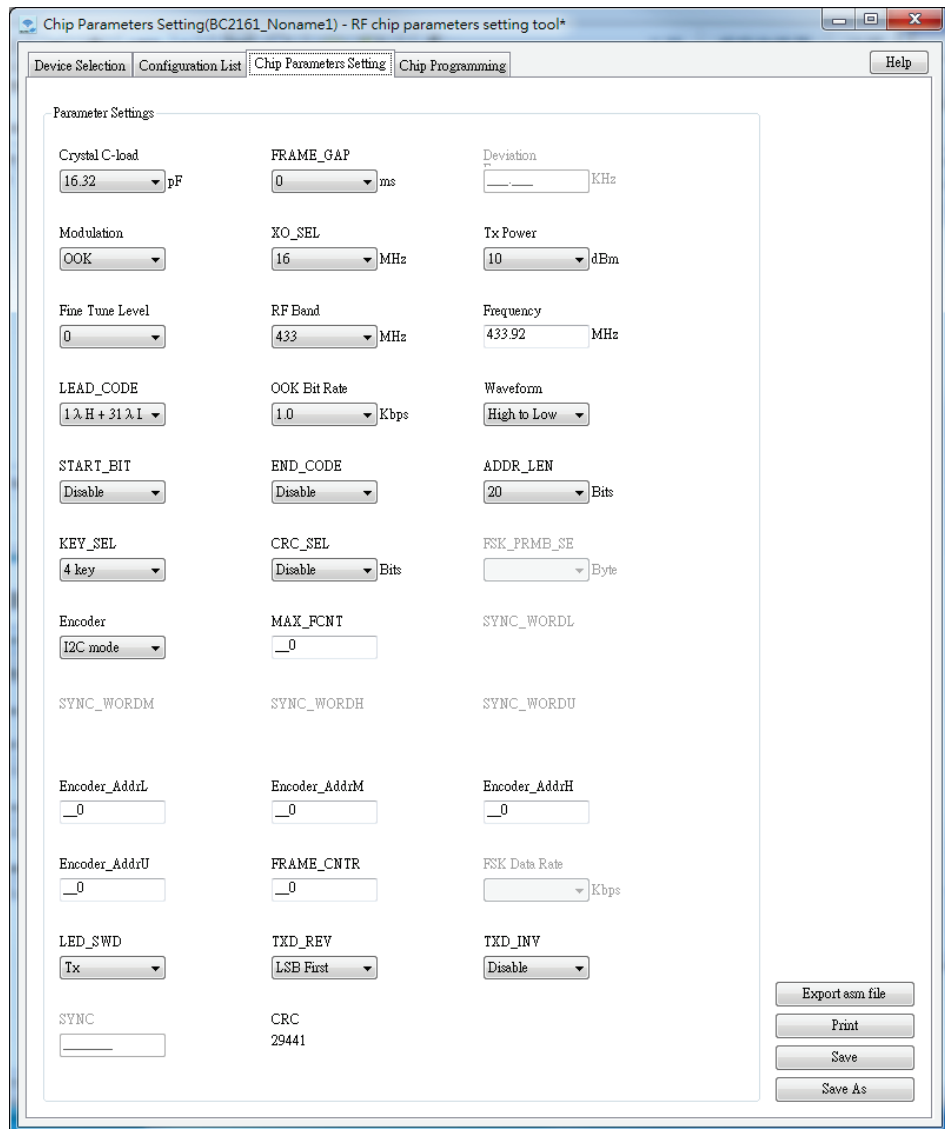 Chip Parameters Setting(BC2161_Noname1) - RF chip parameters setting tool*
Device Selection Configuration List Chip Parameters Setting Chip Programming Help
Parameter Settings
Crystal C-load FRAME_GAP Deviation
16.32 pF 0 ms ___.___ KHz
Modulation XO_SEL Tx Power
OOK 16 MHz 10 dBm
Fine Tune Level RF Band Frequency
0 433 MHz 433.92 MHz
LEAD_CODE OOK Bit Rate Waveform
1 λ H + 31 λ L 1.0 Kbps High to Low
START_BIT END_CODE ADDR_LEN
Disable Disable 20 Bits
KEY_SEL CRC_SEL FSK_PRMB_SE
4 key Disable Bits Byte
Encoder MAX_FCNT SYNC_WORDL
I2C mode __0
SYNC_WORDM SYNC_WORDH SYNC_WORDU
Encoder_AddrL Encoder_AddrM Encoder_AddrH
__0 __0 __0
Encoder_AddrU FRAME_CNTR FSK Data Rate
__0 __0 Kbps
LED_SWD TXD_REV TXD_INV
Tx LSB First Disable
Export asm file
SYNC CRC
Print
______ 29441
Save
Save As